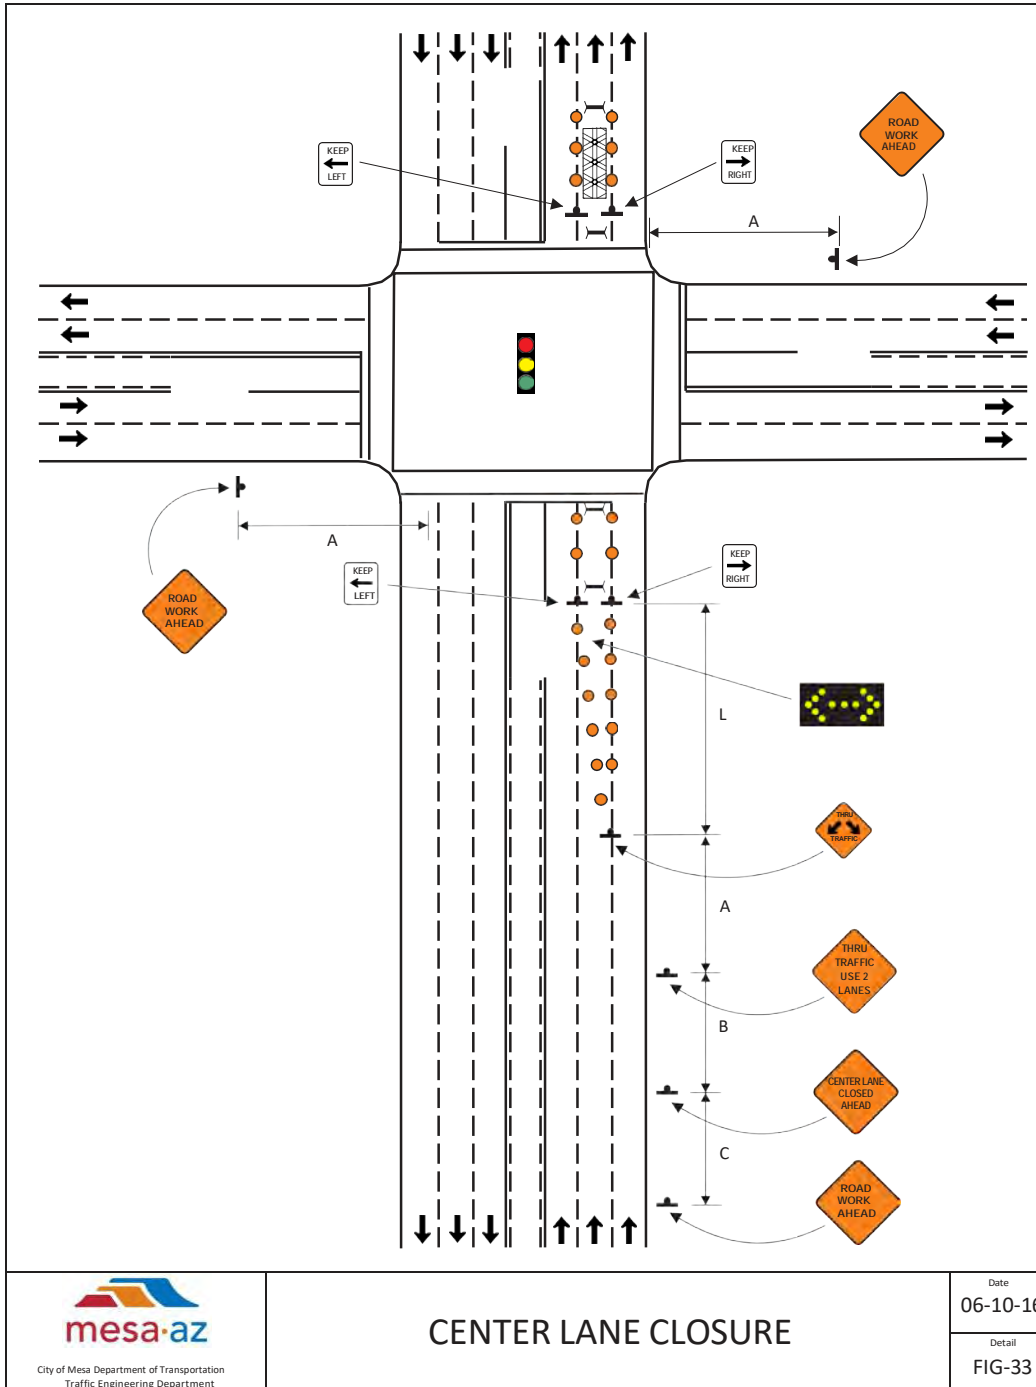 ROAD
WORK
AHEAD
KEEP
LEFT
KEEP
RIGHT
A
A
KEEP
LEFT
KEEP
RIGHT
ROAD
WORK
AHEAD
L
THRU
TRAFFIC
A
THRU
TRAFFIC
USE 2
LANES
B
CENTER LANE
CLOSED
AHEAD
C
ROAD
WORK
AHEAD
mesa·az
City of Mesa Department of Transportation
Traffic Engineering Department
CENTER LANE CLOSURE
Date
06-10-16
Detail
FIG-33